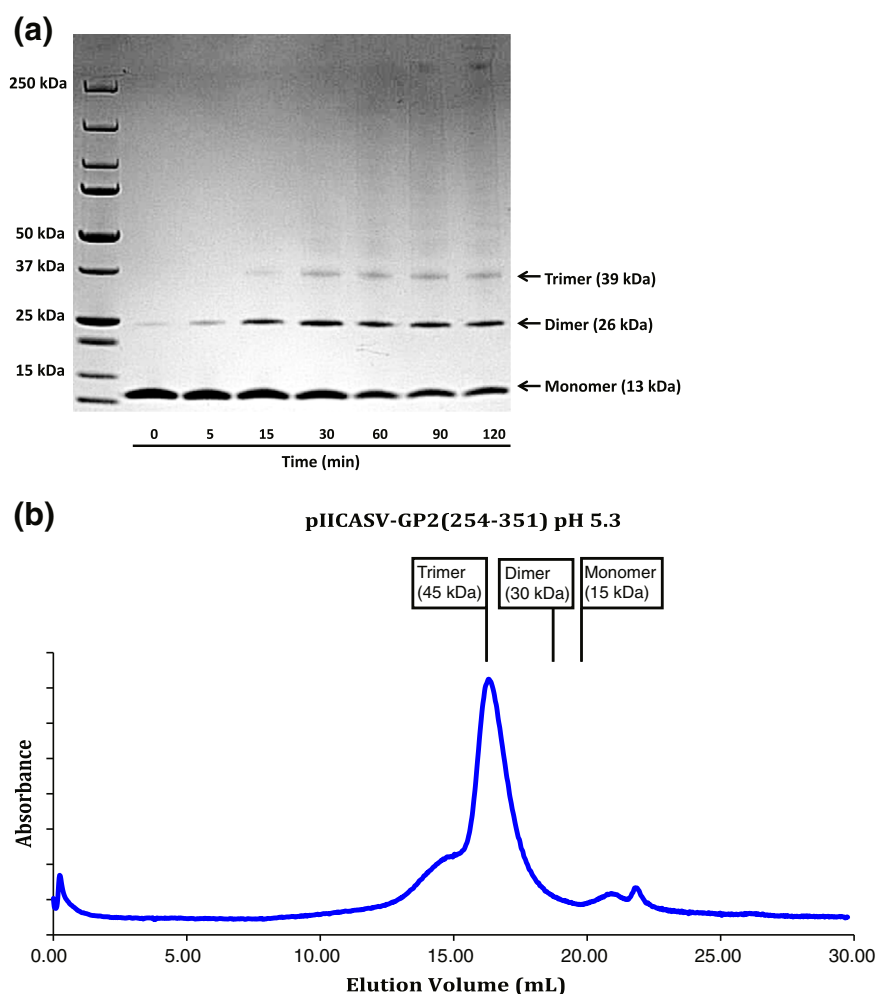 (a)
250 kDa
50 kDa
37 kDa
25 kDa
15 kDa
Trimer (39 kDa)
Dimer (26 kDa)
Monomer (13 kDa)
0 5 15 30 60 90 120
Time (min)
(b)
pIICASV-GP2(254-351) pH 5.3
Trimer
(45 kDa)
Dimer
(30 kDa)
Monomer
(15 kDa)
Absorbance
0.00 5.00 10.00 15.00 20.00 25.00 30.00
Elution Volume (mL)